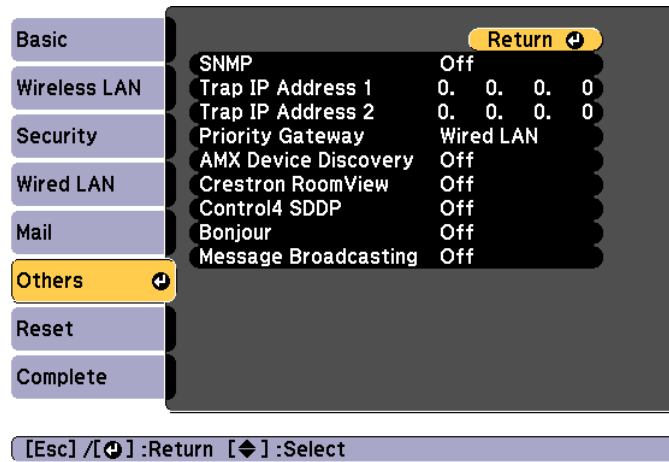 Basic
Wireless LAN
Security
Wired LAN
Mail
Others
Reset
Complete
Return
SNMP Off
Trap IP Address 1 0. 0. 0. 0
Trap IP Address 2 0. 0. 0. 0
Priority Gateway Wired LAN
AMX Device Discovery Off
Crestron RoomView Off
Control4 SDDP Off
Bonjour Off
Message Broadcasting Off
[Esc] /[⏎] :Return [◆] :Select